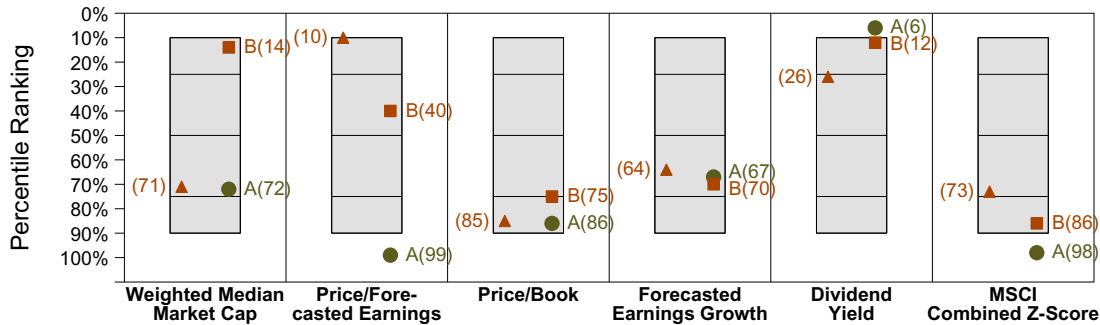 Percentile Ranking
0%
10%
20%
30%
40%
50%
60%
70%
80%
90%
100%
(71)
B(14)
A(72)
(10)
B(40)
A(99)
(85)
B(75)
A(86)
(64)
A(67)
B(70)
(26)
A(6)
B(12)
(73)
B(86)
A(98)
Weighted Median
Market Cap
Price/Fore-
casted Earnings
Price/Book
Forecasted
Earnings Growth
Dividend
Yield
MSCI
Combined Z-Score